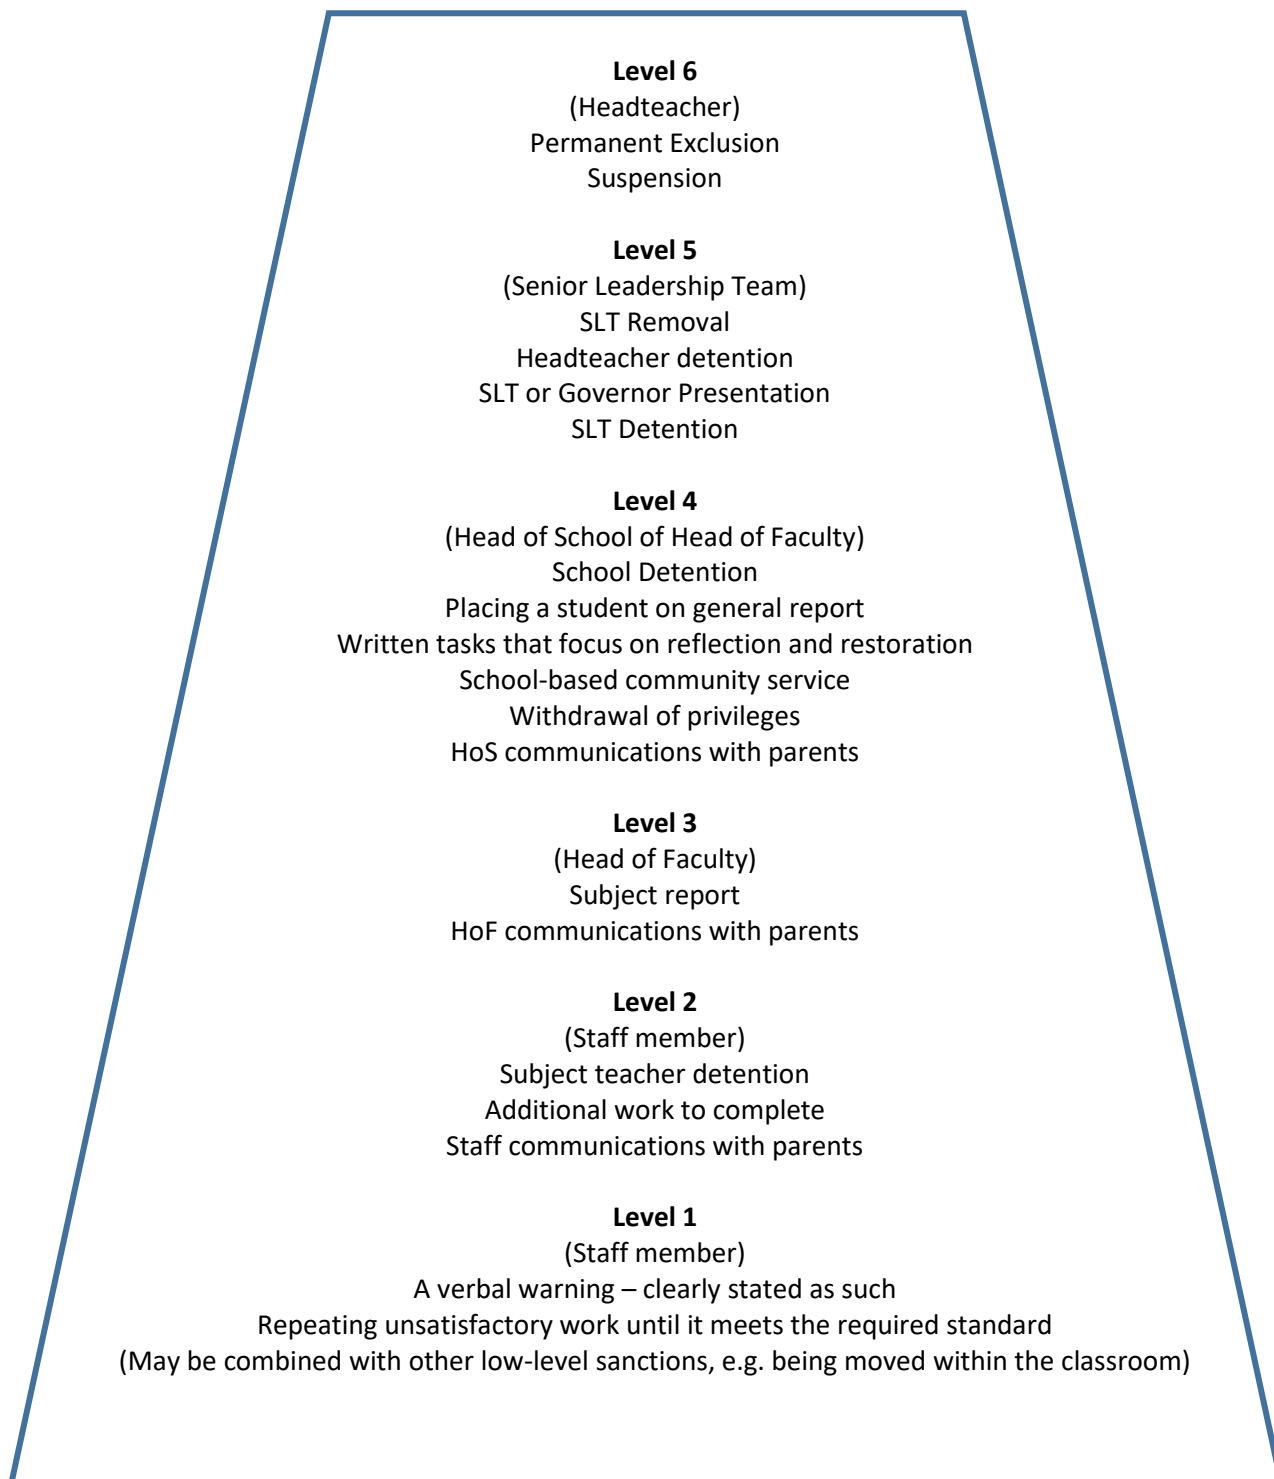 Level 6
(Headteacher)
Permanent Exclusion
Suspension
Level 5
(Senior Leadership Team)
SLT Removal
Headteacher detention
SLT or Governor Presentation
SLT Detention
Level 4
(Head of School of Head of Faculty)
School Detention
Placing a student on general report
Written tasks that focus on reflection and restoration
School-based community service
Withdrawal of privileges
HoS communications with parents
Level 3
(Head of Faculty)
Subject report
HoF communications with parents
Level 2
(Staff member)
Subject teacher detention
Additional work to complete
Staff communications with parents
Level 1
(Staff member)
A verbal warning – clearly stated as such
Repeating unsatisfactory work until it meets the required standard
(May be combined with other low-level sanctions, e.g. being moved within the classroom)